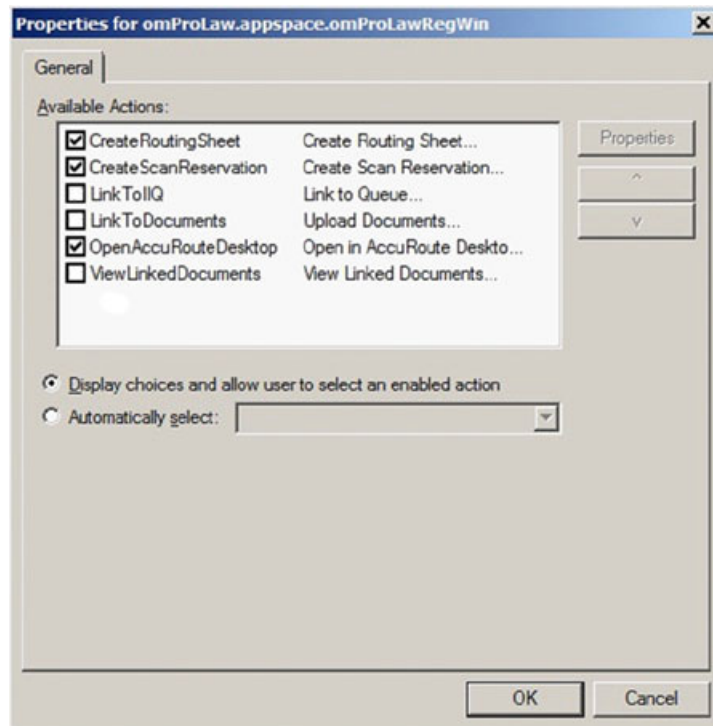 Properties for omProLaw.appspace.omProLawRegWin
General
Available Actions:
CreateRoutingSheet Create Routing Sheet...
CreateScanReservation Create Scan Reservation...
LinkToIIQ Link to Queue...
LinkToDocuments Upload Documents...
OpenAccuRouteDesktop Open in AccuRoute Deskto...
ViewLinkedDocuments View Linked Documents...
Properties
^
v
Display choices and allow user to select an enabled action
Automatically select:
OK Cancel